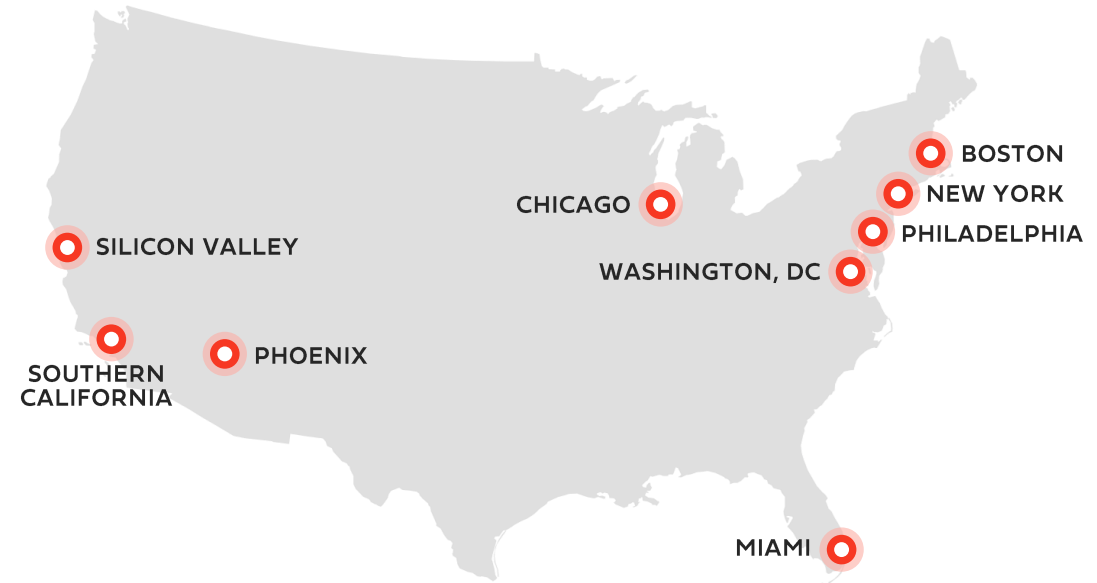 BOSTON
NEW YORK
CHICAGO
PHILADELPHIA
SILICON VALLEY
WASHINGTON, DC
PHOENIX
SOUTHERN
CALIFORNIA
MIAMI